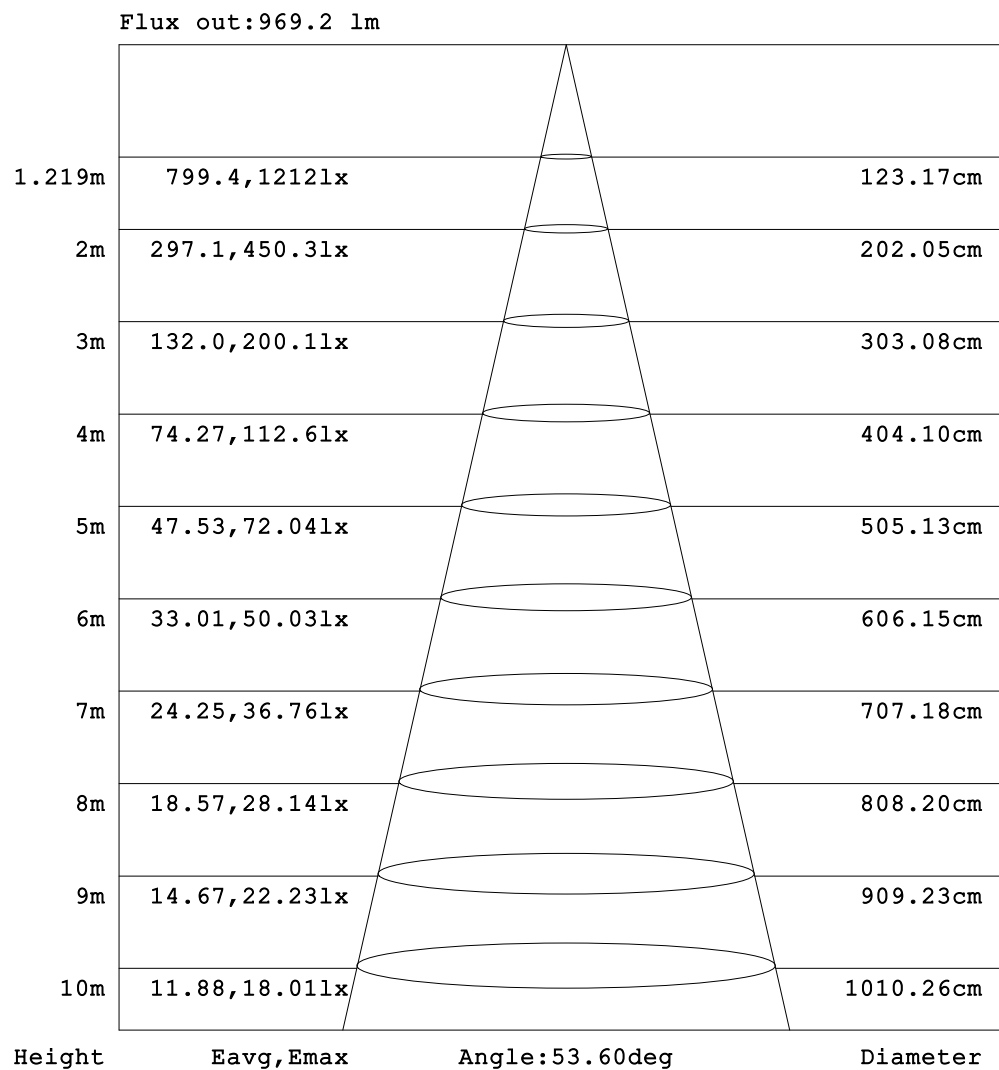 Flux out:969.2 lm
1.219m 799.4,1212lx 123.17cm
2m 297.1,450.3lx 202.05cm
3m 132.0,200.1lx 303.08cm
4m 74.27,112.6lx 404.10cm
5m 47.53,72.04lx 505.13cm
6m 33.01,50.03lx 606.15cm
7m 24.25,36.76lx 707.18cm
8m 18.57,28.14lx 808.20cm
9m 14.67,22.23lx 909.23cm
10m 11.88,18.01lx 1010.26cm
Height Eavg,Emax Angle:53.60deg Diameter